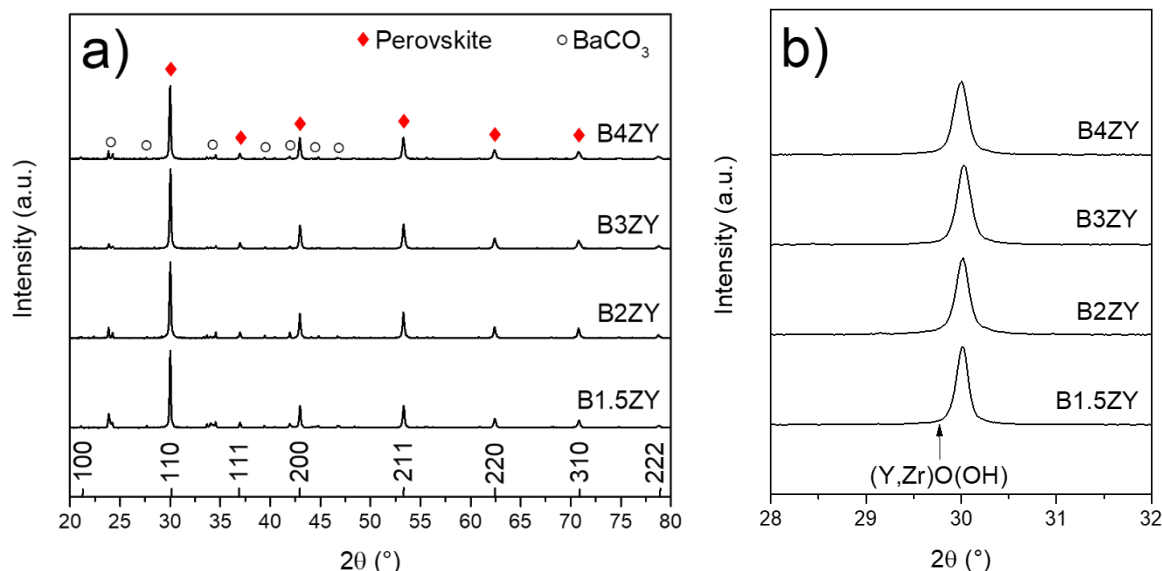 a)
♦ Perovskite
○ BaCO₃
B4ZY
B3ZY
B2ZY
B1.5ZY
100
110
111
200
211
220
310
222
20 25 30 35 40 45 50 55 60 65 70 75 80
2θ (°)
Intensity (a.u.)
b)
B4ZY
B3ZY
B2ZY
B1.5ZY
(Y,Zr)O(OH)
28 29 30 31 32
2θ (°)
Intensity (a.u.)